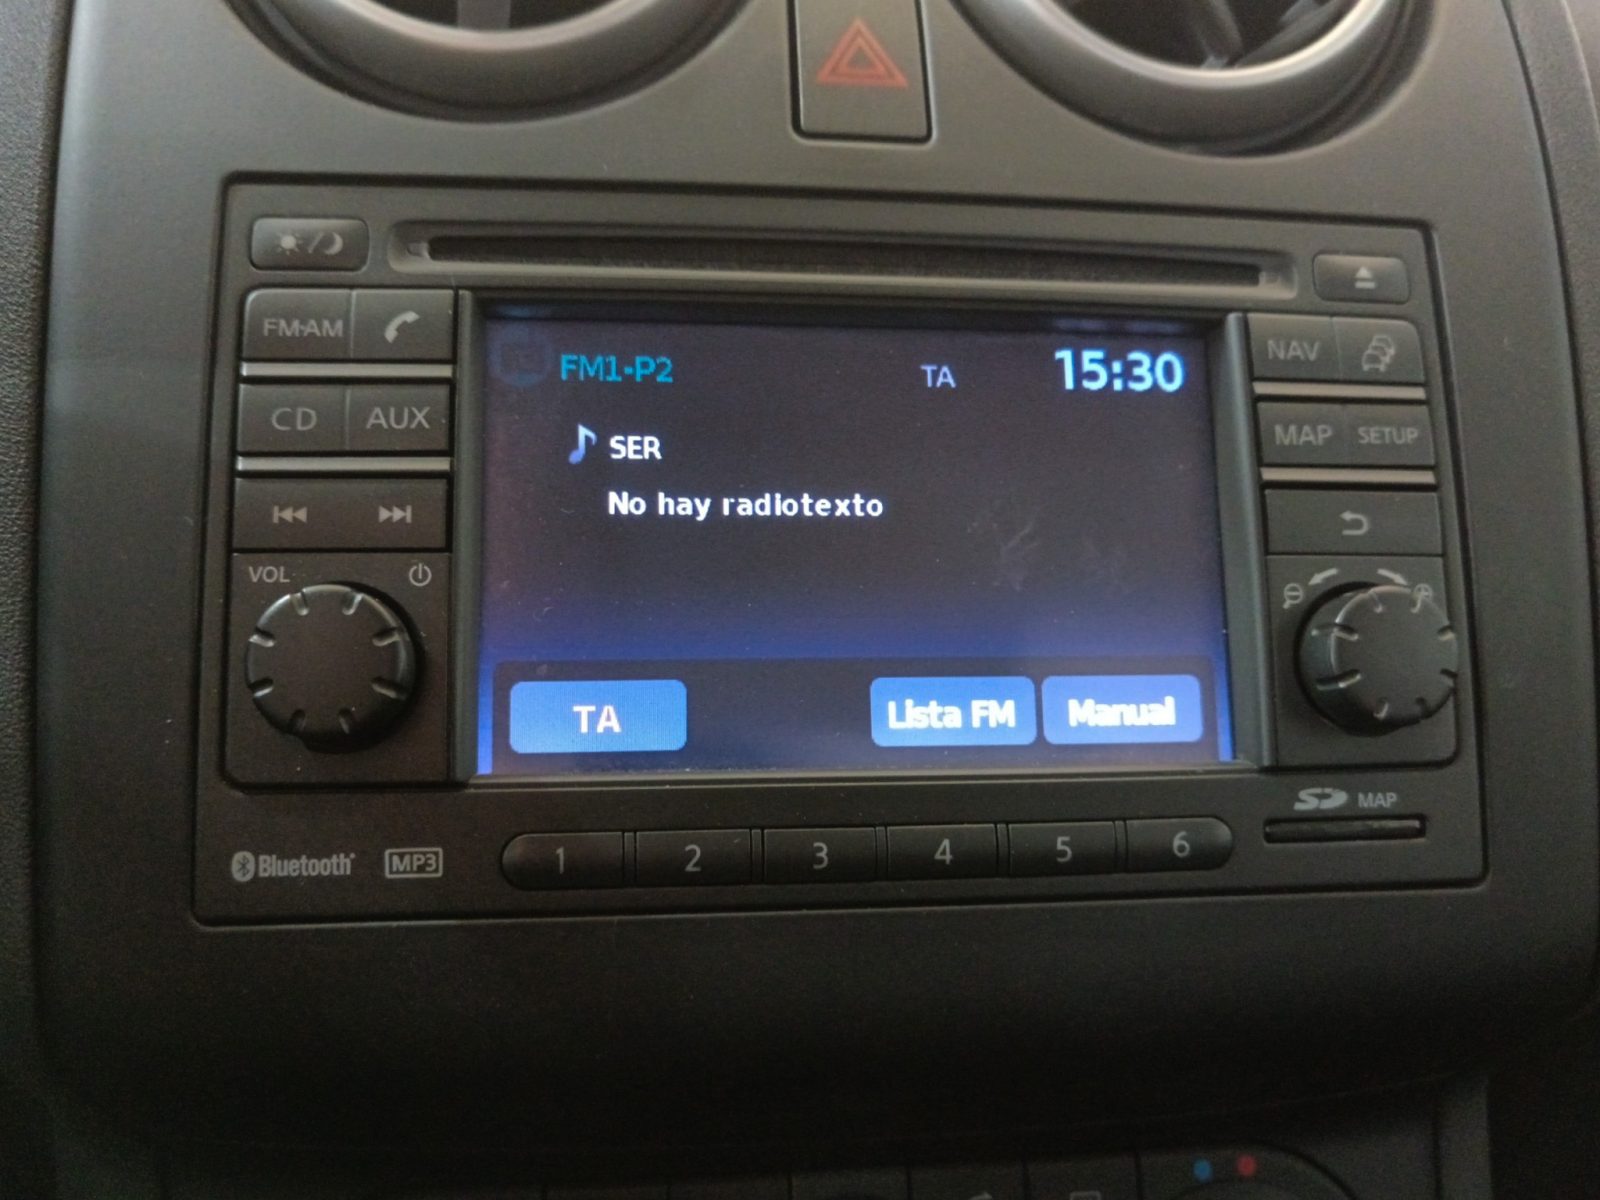 FM·AM
CD AUX
VOL
FM1-P2 TA 15:30
SER
No hay radiotexto
TA Lista FM Manual
NAV
MAP SETUP
SD MAP
Bluetooth MP3
1 2 3 4 5 6